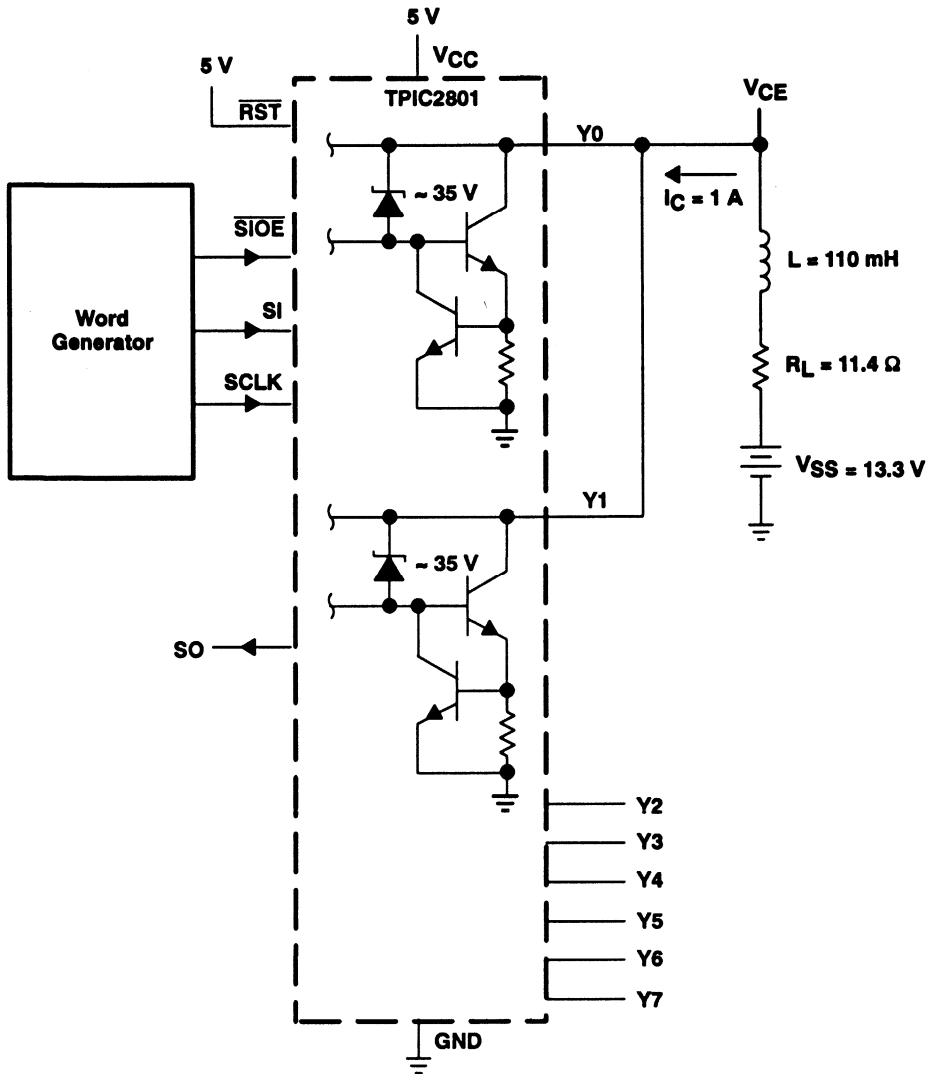 5 V
VCC
5 V
TPIC2801
RST
VCE
Y0
IC = 1 A
~ 35 V
SIOE
L = 110 mH
SI
Word
Generator
RL = 11.4 Ω
SCLK
VSS = 13.3 V
Y1
~ 35 V
SO
Y2
Y3
Y4
Y5
Y6
Y7
GND